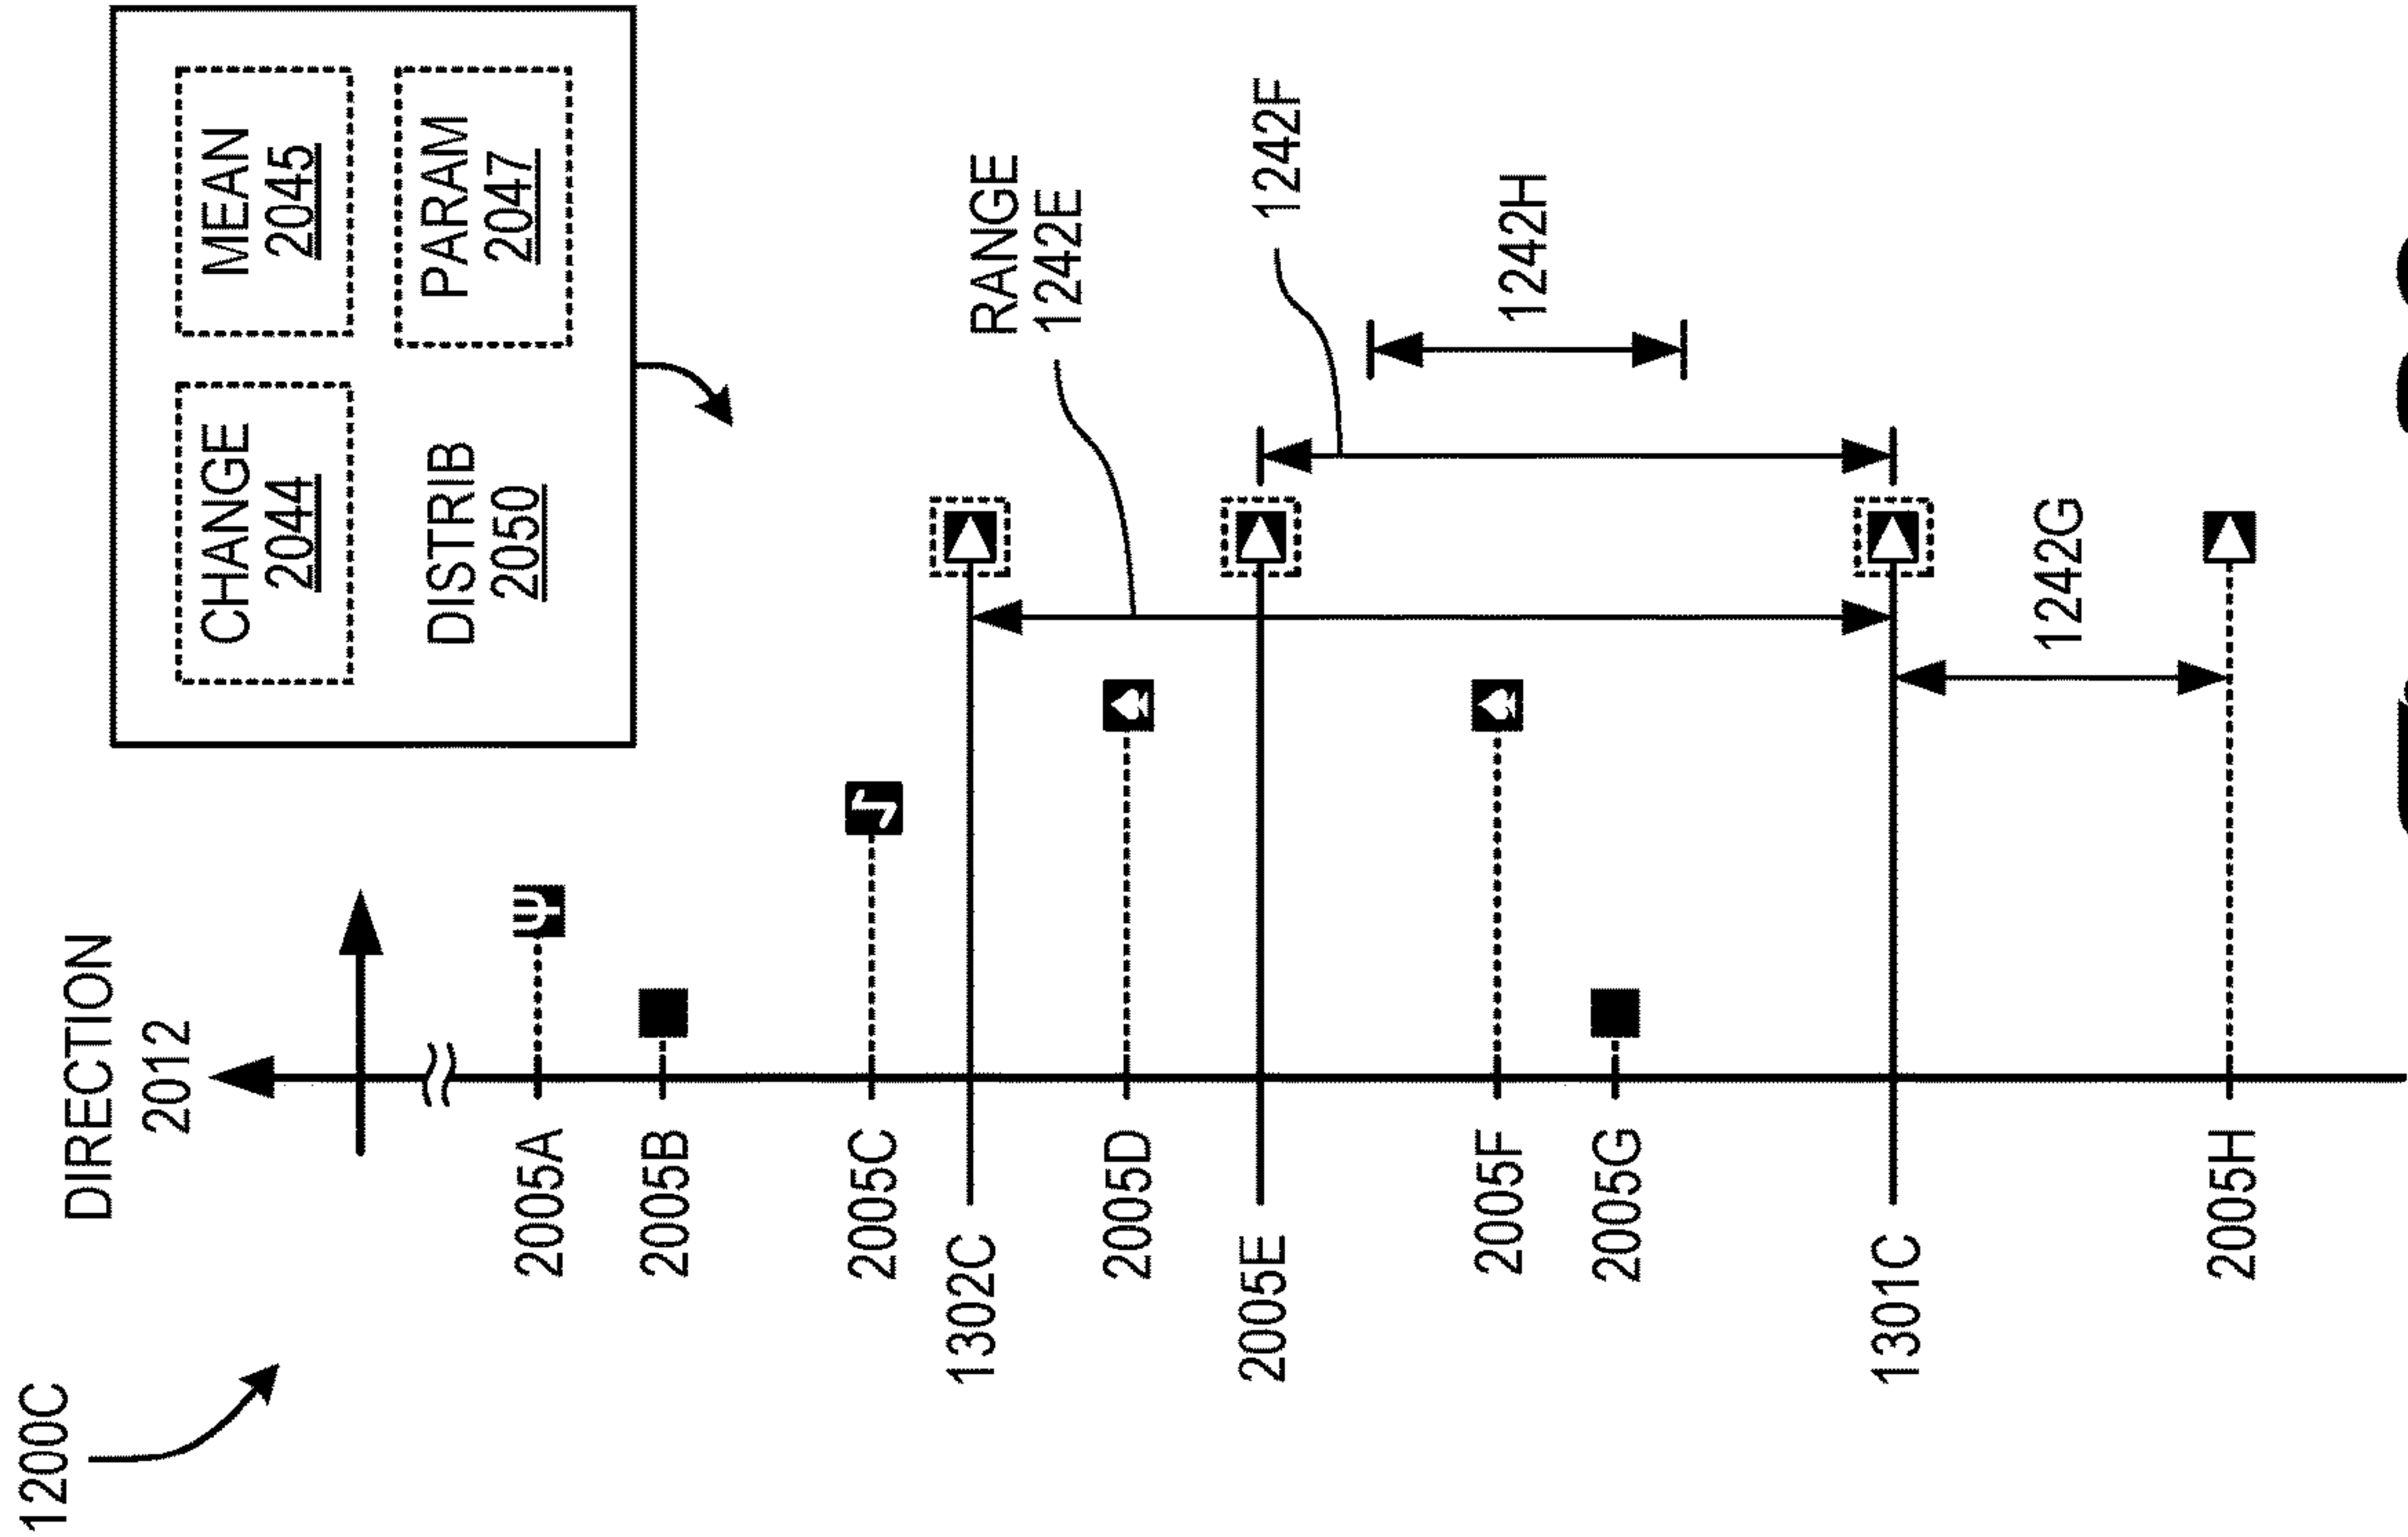 1200C
DIRECTION
2012
CHANGE
2044
MEAN
2045
DISTRIB
2050
PARAM
2047
2005A
2005B
2005C
1302C
2005D
2005E
2005F
2005G
1301C
2005H
RANGE
1242E
1242F
1242H
1242G